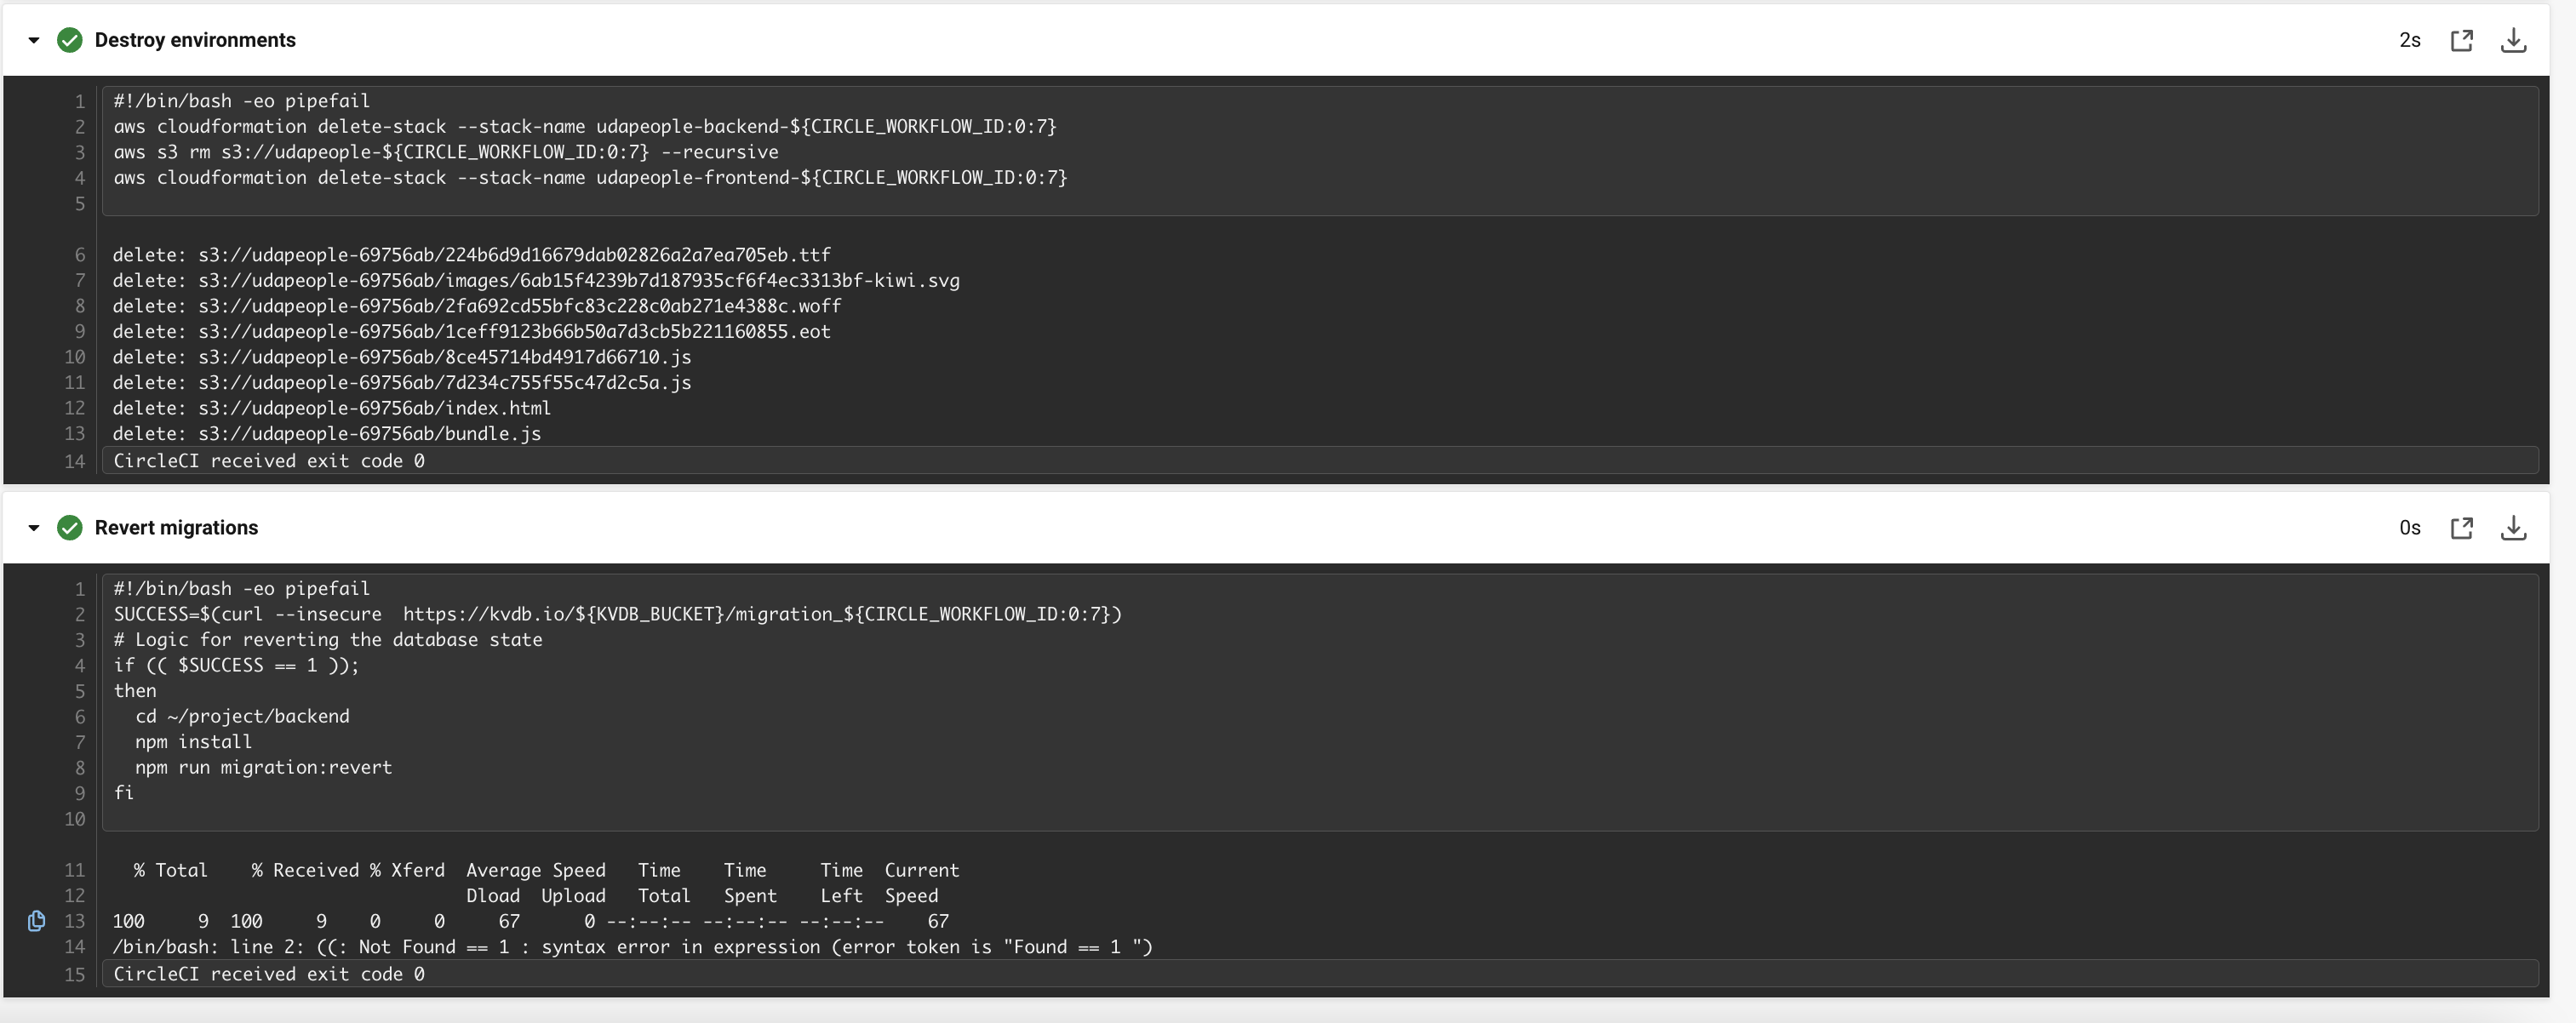 Destroy environments 2s
1 #!/bin/bash -eo pipefail
2 aws cloudformation delete-stack --stack-name udapeople-backend-${CIRCLE_WORKFLOW_ID:0:7}
3 aws s3 rm s3://udapeople-${CIRCLE_WORKFLOW_ID:0:7} --recursive
4 aws cloudformation delete-stack --stack-name udapeople-frontend-${CIRCLE_WORKFLOW_ID:0:7}
5
6 delete: s3://udapeople-69756ab/224b6d9d16679dab02826a2a7ea705eb.ttf
7 delete: s3://udapeople-69756ab/images/6ab15f4239b7d187935cf6f4ec3313bf-kiwi.svg
8 delete: s3://udapeople-69756ab/2fa692cd55bfc83c228c0ab271e4388c.woff
9 delete: s3://udapeople-69756ab/1ceff9123b66b50a7d3cb5b221160855.eot
10 delete: s3://udapeople-69756ab/8ce45714bd4917d66710.js
11 delete: s3://udapeople-69756ab/7d234c755f55c47d2c5a.js
12 delete: s3://udapeople-69756ab/index.html
13 delete: s3://udapeople-69756ab/bundle.js
14 CircleCI received exit code 0
Revert migrations 0s
1 #!/bin/bash -eo pipefail
2 SUCCESS=$(curl --insecure  https://kvdb.io/${KVDB_BUCKET}/migration_${CIRCLE_WORKFLOW_ID:0:7})
3 # Logic for reverting the database state
4 if (( $SUCCESS == 1 ));
5 then
6   cd ~/project/backend
7   npm install
8   npm run migration:revert
9 fi
10
11   % Total    % Received % Xferd  Average Speed   Time    Time     Time  Current
12                                  Dload  Upload   Total   Spent    Left  Speed
13 100     9  100     9    0     0     67      0 --:--:-- --:--:-- --:--:--    67
14 /bin/bash: line 2: ((: Not Found == 1 : syntax error in expression (error token is "Found == 1 ")
15 CircleCI received exit code 0